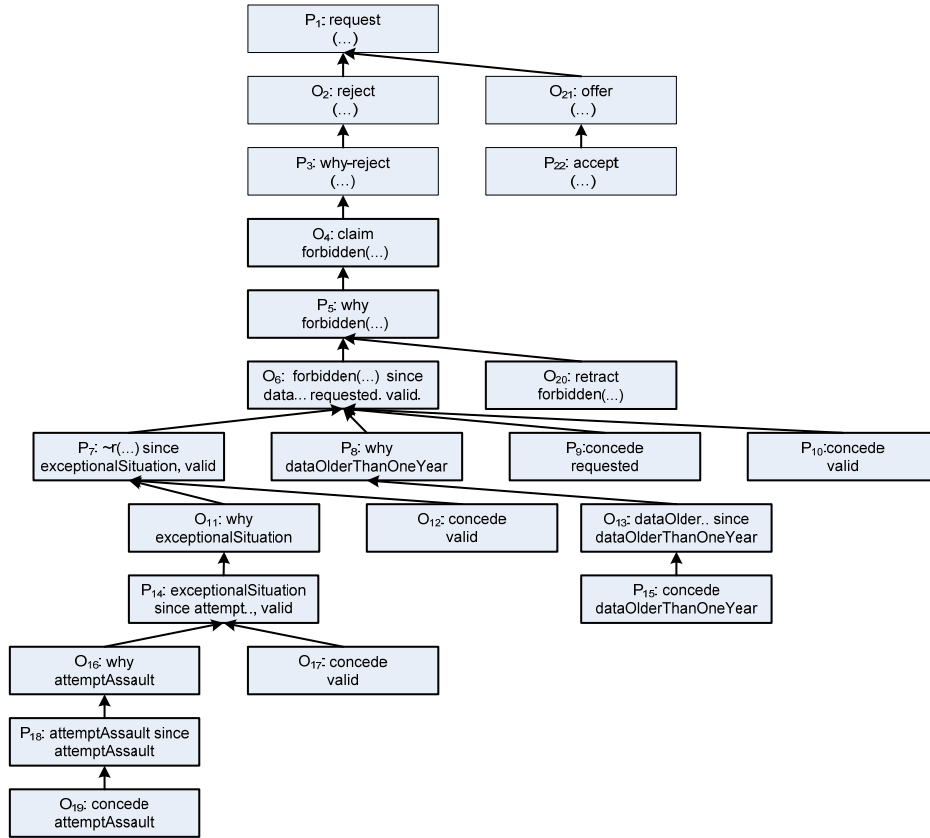 P1: request
(...)
O2: reject
(...)
O21: offer
(...)
P3: why-reject
(...)
P22: accept
(...)
O4: claim
forbidden(...)
P5: why
forbidden(...)
O6: forbidden(...) since
data... requested. valid.
O20: retract
forbidden(...)
P7: ~r(...) since
exceptionalSituation, valid
P8: why
dataOlderThanOneYear
P9:concede
requested
P10:concede
valid
O11: why
exceptionalSituation
O12: concede
valid
O13: dataOlder.. since
dataOlderThanOneYear
P14: exceptionalSituation
since attempt.., valid
P15: concede
dataOlderThanOneYear
O16: why
attemptAssault
O17: concede
valid
P18: attemptAssault since
attemptAssault
O19: concede
attemptAssault